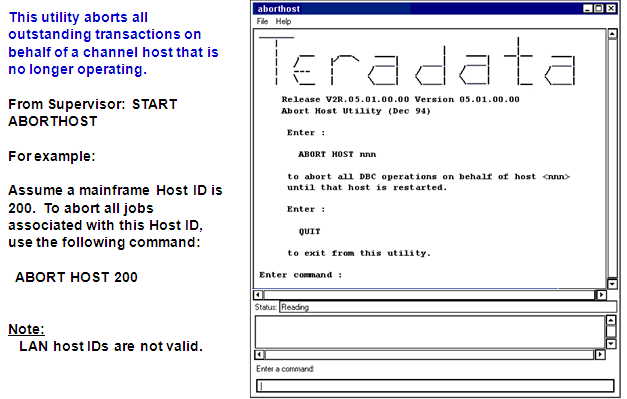 This utility aborts all
outstanding transactions on
behalf of a channel host that is
no longer operating.
From Supervisor: START
ABORTHOST
For example:
Assume a mainframe Host ID is
200. To abort all jobs
associated with this Host ID,
use the following command:
ABORT HOST 200
Note:
LAN host IDs are not valid.
aborthost
File Help
Teradata
Release V2R.05.01.00.00 Version 05.01.00.00
Abort Host Utility (Dec 94)
Enter :
ABORT HOST nnn
to abort all DBC operations on behalf of host <nnn>
until that host is restarted.
Enter :
QUIT
to exit from this utility.
Enter command :
Status: Reading
Enter a command: